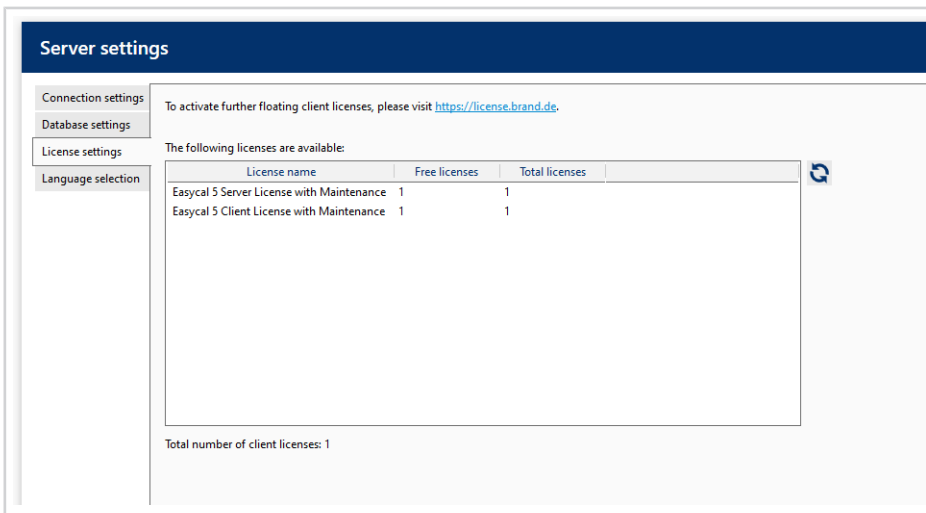 Server settings
Connection settings
Database settings
License settings
Language selection
To activate further floating client licenses, please visit https://license.brand.de.
The following licenses are available:
License name Free licenses Total licenses
Easycal 5 Server License with Maintenance 1 1
Easycal 5 Client License with Maintenance 1 1
Total number of client licenses: 1